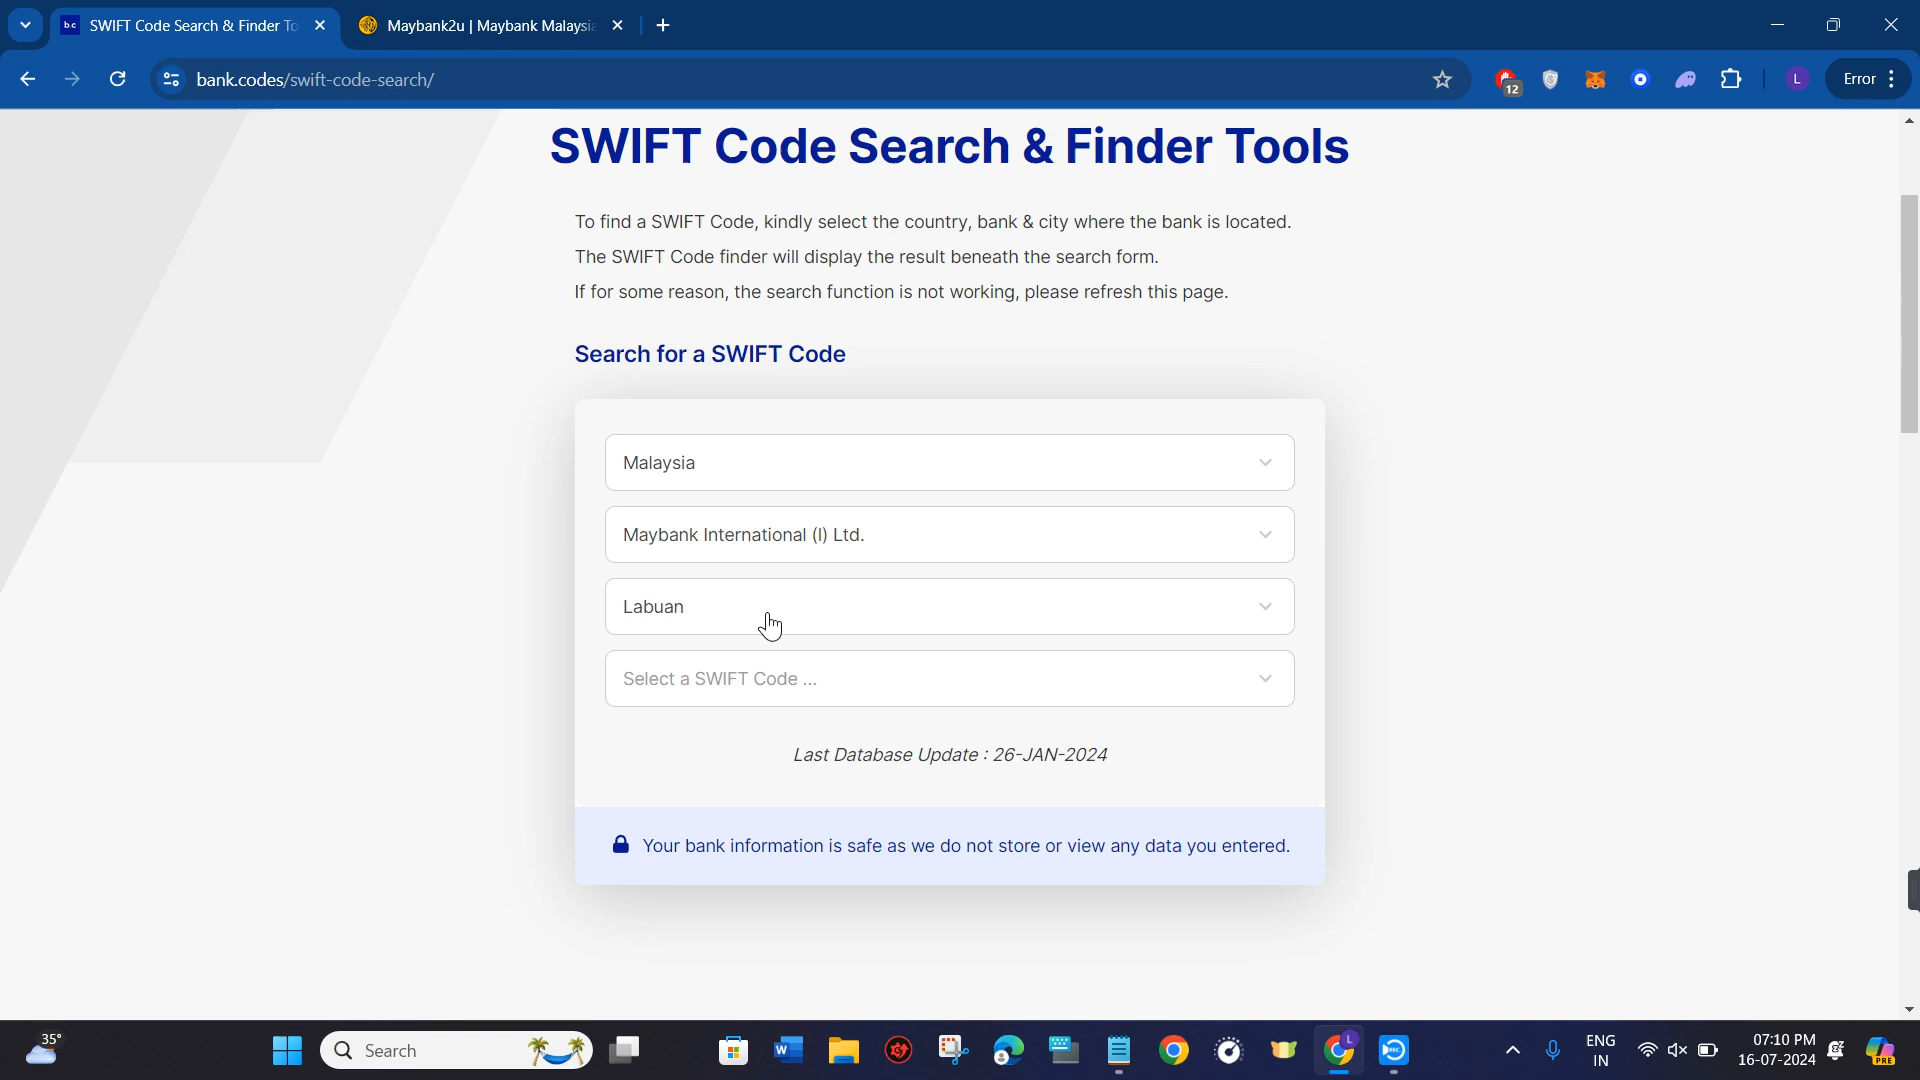 b.c SWIFT Code Search & Finder To
Maybank2u | Maybank Malaysi
bank.codes/swift-code-search/
12
L
Error
SWIFT Code Search & Finder Tools
To find a SWIFT Code, kindly select the country, bank & city where the bank is located.
The SWIFT Code finder will display the result beneath the search form.
If for some reason, the search function is not working, please refresh this page.
Search for a SWIFT Code
Malaysia
Maybank International (l) Ltd.
Labuan
Select a SWIFT Code ...
Last Database Update : 26-JAN-2024
Your bank information is safe as we do not store or view any data you entered.
35°
Search
W
L
REC
ENG
IN
07:10 PM
16-07-2024
PRE